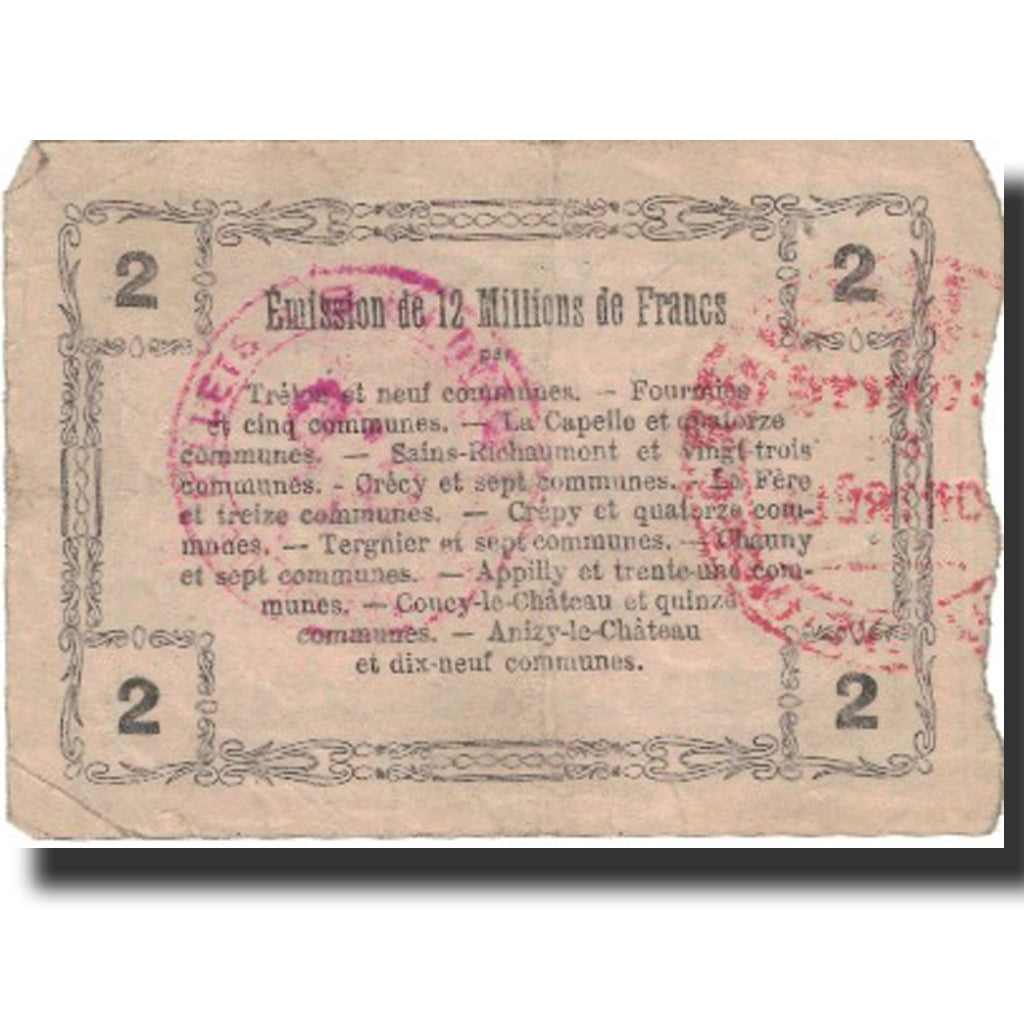 2
2
Émission de 12 Millions de Francs
par
Trélon et neuf communes. — Fourmies
et cinq communes. — La Capelle et quatorze
communes. — Sains-Richaumont et vingt-trois
communes. - Crécy et sept communes. — La Fère
et treize communes. — Crépy et quatorze com-
munes. — Tergnier et sept communes. — Chauny
et sept communes. — Appilly et trente-une com-
munes. — Coucy-le-Château et quinze
communes. — Anizy-le-Château
et dix-neuf communes.
2
2